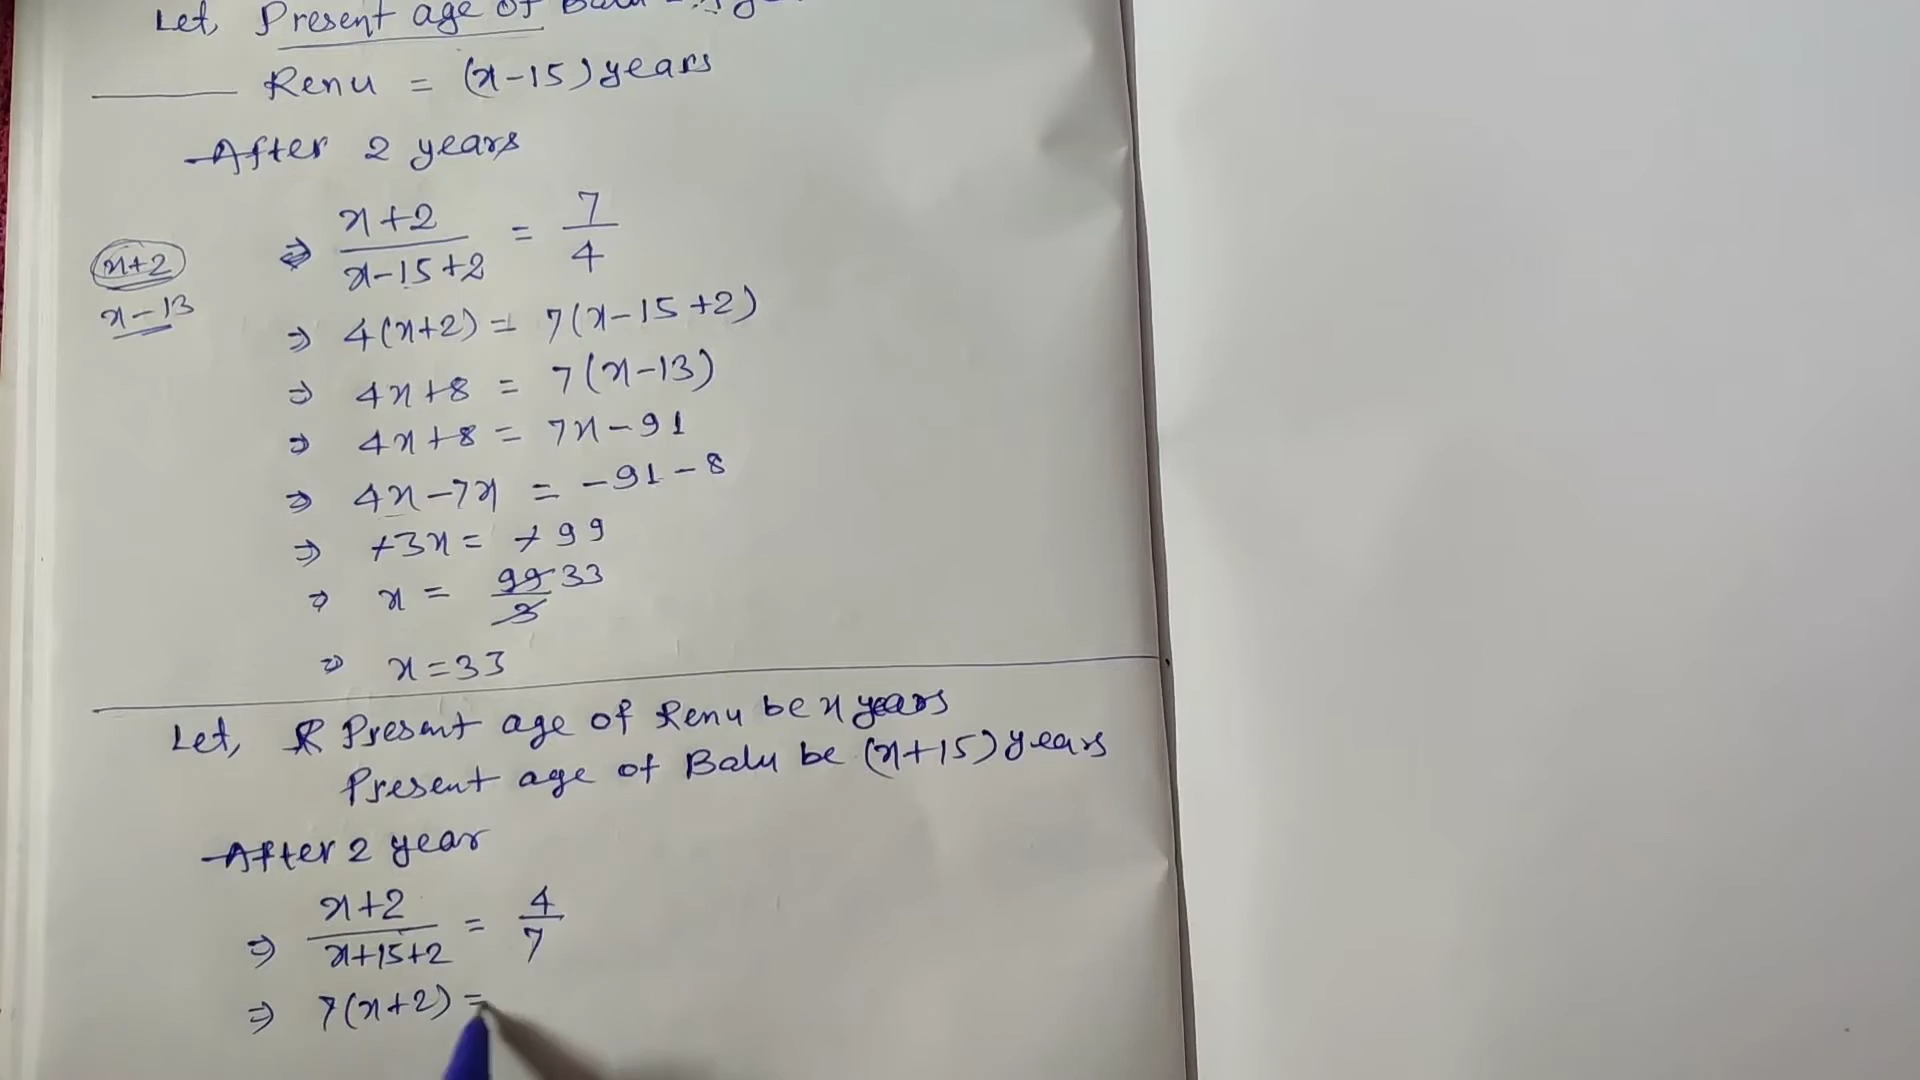 Let, Present age of
Renu = (x-15) years
After 2 years
x+2 / x-15+2 = 7/4
x+2
x-13
⇒ 4(x+2) = 7(x-15+2)
⇒ 4x+8 = 7(x-13)
⇒ 4x+8 = 7x-91
⇒ 4x-7x = -91-8
⇒ +3x = +99
⇒ x = 99/3 33
⇒ x=33
Let, Present age of Renu be x years
Present age of Balu be (x+15) years
After 2 year
⇒ x+2 / x+15+2 = 4/7
⇒ 7(x+2) =